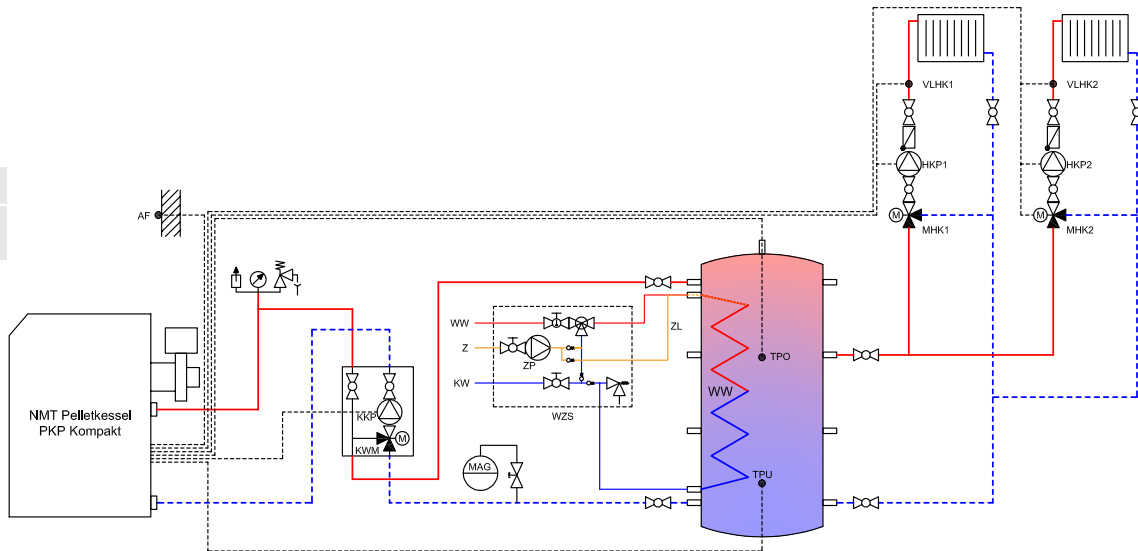 VLHK1
VLHK2
HKP1
HKP2
AF
M
M
MHK1
MHK2
WW
ZL
Z
ZP
TPO
KW
NMT Pelletkessel
PKP Kompakt
WW
KKP
WZS
M
KWM
MAG
TPU